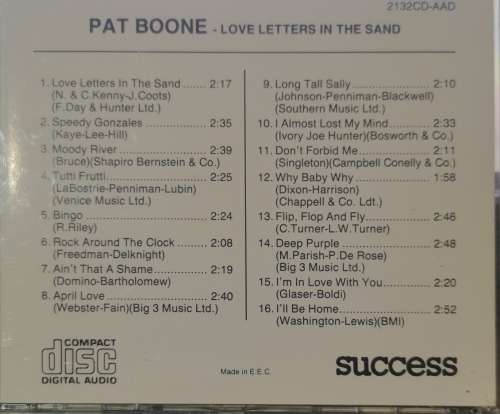 2132CD-AAD
PAT BOONE - LOVE LETTERS IN THE SAND
1. Love Letters In The Sand ...... 2:17
(N. & C.Kenny-J.Coots)
(F.Day & Hunter Ltd.)
2. Speedy Gonzales ................. 2:35
(Kaye-Lee-Hill)
3. Moody River ........................ 2:39
(Bruce)(Shapiro Bernstein & Co.)
4. Tutti Frutti ........................... 2:25
(LaBostrie-Penniman-Lubin)
(Venice Music Ltd.)
5. Bingo ................................. 2:24
(R.Riley)
6. Rock Around The Clock ........ 2:08
(Freedman-Delknight)
7. Ain't That A Shame .............. 2:19
(Domino-Bartholomew)
8. April Love ........................... 2:40
(Webster-Fain)(Big 3 Music Ltd.)
9. Long Tall Sally ..................... 2:10
(Johnson-Penniman-Blackwell)
(Southern Music Ltd.)
10. I Almost Lost My Mind .......... 2:33
(Ivory Joe Hunter)(Bosworth & Co.)
11. Don't Forbid Me ................... 2:11
(Singleton)(Campbell Conelly & Co.)
12. Why Baby Why .................... 1:58
(Dixon-Harrison)
(Chappell & Co. Ldt.)
13. Flip, Flop And Fly ................. 2:46
(C.Turner-L.W.Turner)
14. Deep Purple ........................ 2:48
(M.Parish-P.De Rose)
(Big 3 Music Ltd.)
15. I'm In Love With You ............ 2:20
(Glaser-Boldi)
16. I'll Be Home ........................ 2:52
(Washington-Lewis)(BMI)
COMPACT
disc
DIGITAL AUDIO
Made in E.E.C.
success